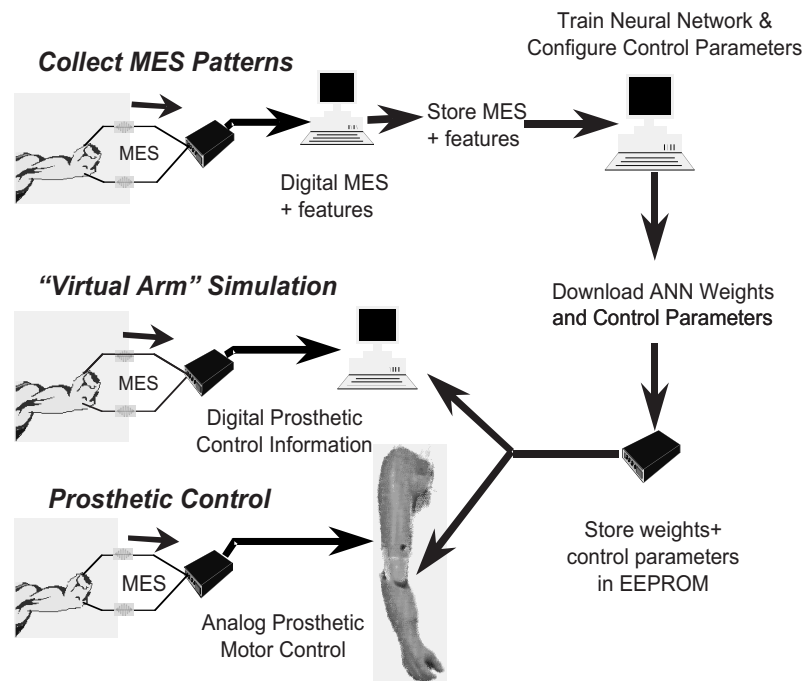 Train Neural Network &
Configure Control Parameters
Collect MES Patterns
MES
Digital MES
+ features
Store MES
+ features
Download ANN Weights
and Control Parameters
“Virtual Arm” Simulation
MES
Digital Prosthetic
Control Information
Prosthetic Control
MES
Analog Prosthetic
Motor Control
Store weights+
control parameters
in EEPROM